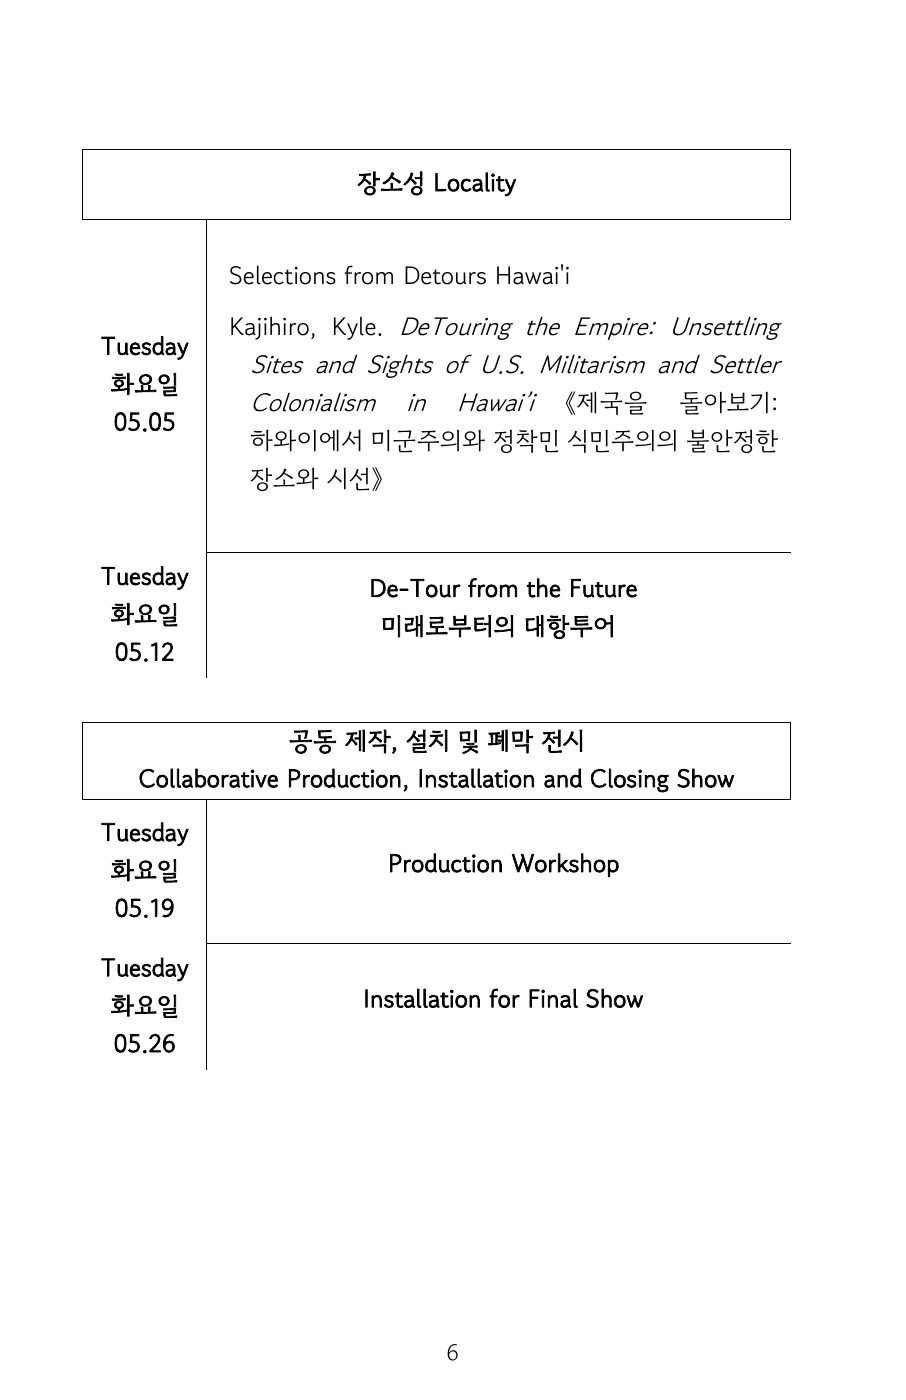 장소성 Locality
Tuesday
화요일
05.05
Selections from Detours Hawai'i
Kajihiro, Kyle. DeTouring the Empire: Unsettling
Sites and Sights of U.S. Militarism and Settler
Colonialism in Hawai’i 《제국을 돌아보기:
하와이에서 미군주의와 정착민 식민주의의 불안정한
장소와 시선》
Tuesday
화요일
05.12
De-Tour from the Future
미래로부터의 대항투어
공동 제작, 설치 및 폐막 전시
Collaborative Production, Installation and Closing Show
Tuesday
화요일
05.19
Production Workshop
Tuesday
화요일
05.26
Installation for Final Show
6